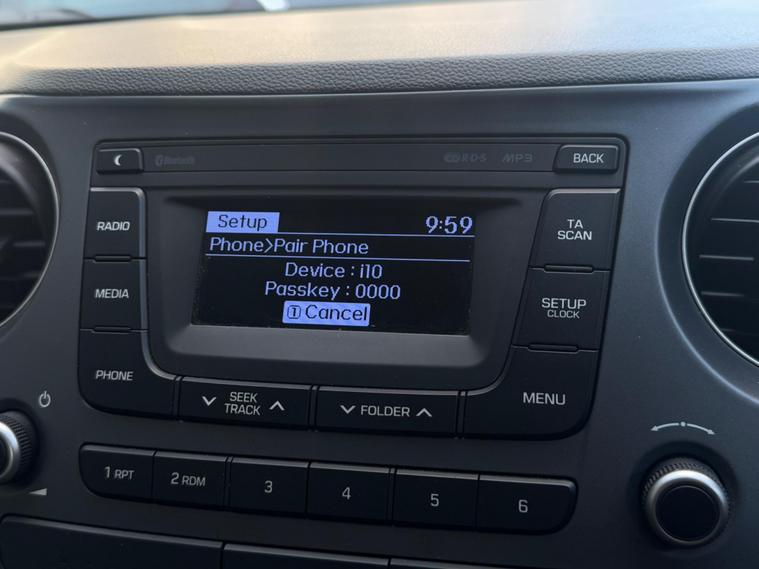 Bluetooth
R·D·S
MP3
BACK
RADIO
MEDIA
PHONE
Setup
9:59
Phone>Pair Phone
Device : i10
Passkey : 0000
1 Cancel
TA
SCAN
SETUP
CLOCK
MENU
SEEK
TRACK
FOLDER
1 RPT
2 RDM
3
4
5
6